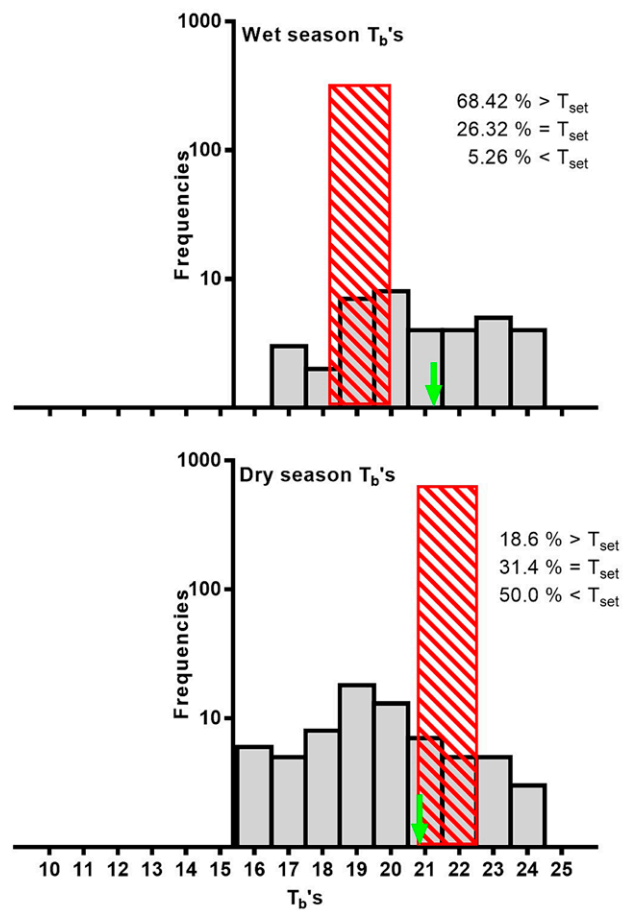 1000
Wet season Tb's
68.42 % > Tset
26.32 % = Tset
5.26 % < Tset
100
Frequencies
10
1000
Dry season Tb's
18.6 % > Tset
31.4 % = Tset
50.0 % < Tset
100
Frequencies
10
10 11 12 13 14 15 16 17 18 19 20 21 22 23 24 25
Tb's